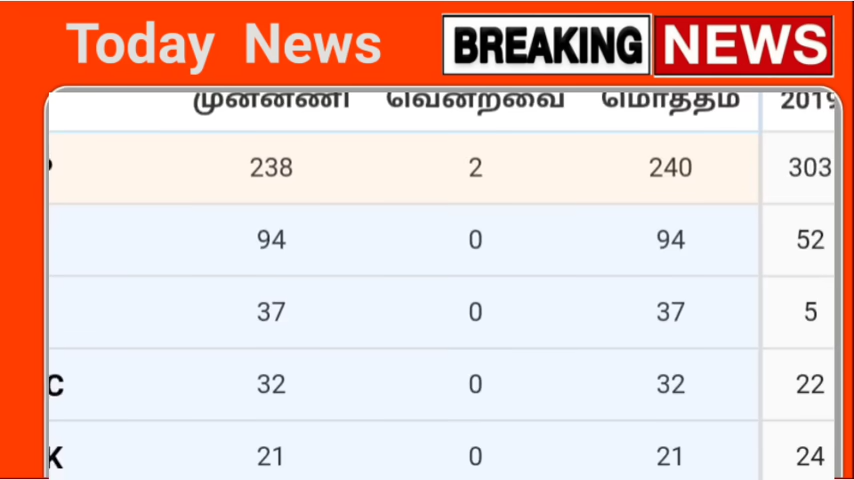 Today News BREAKING NEWS
முன்னணி வென்றவை மொத்தம் 2019
238 2 240 303
94 0 94 52
37 0 37 5
C 32 0 32 22
K 21 0 21 24